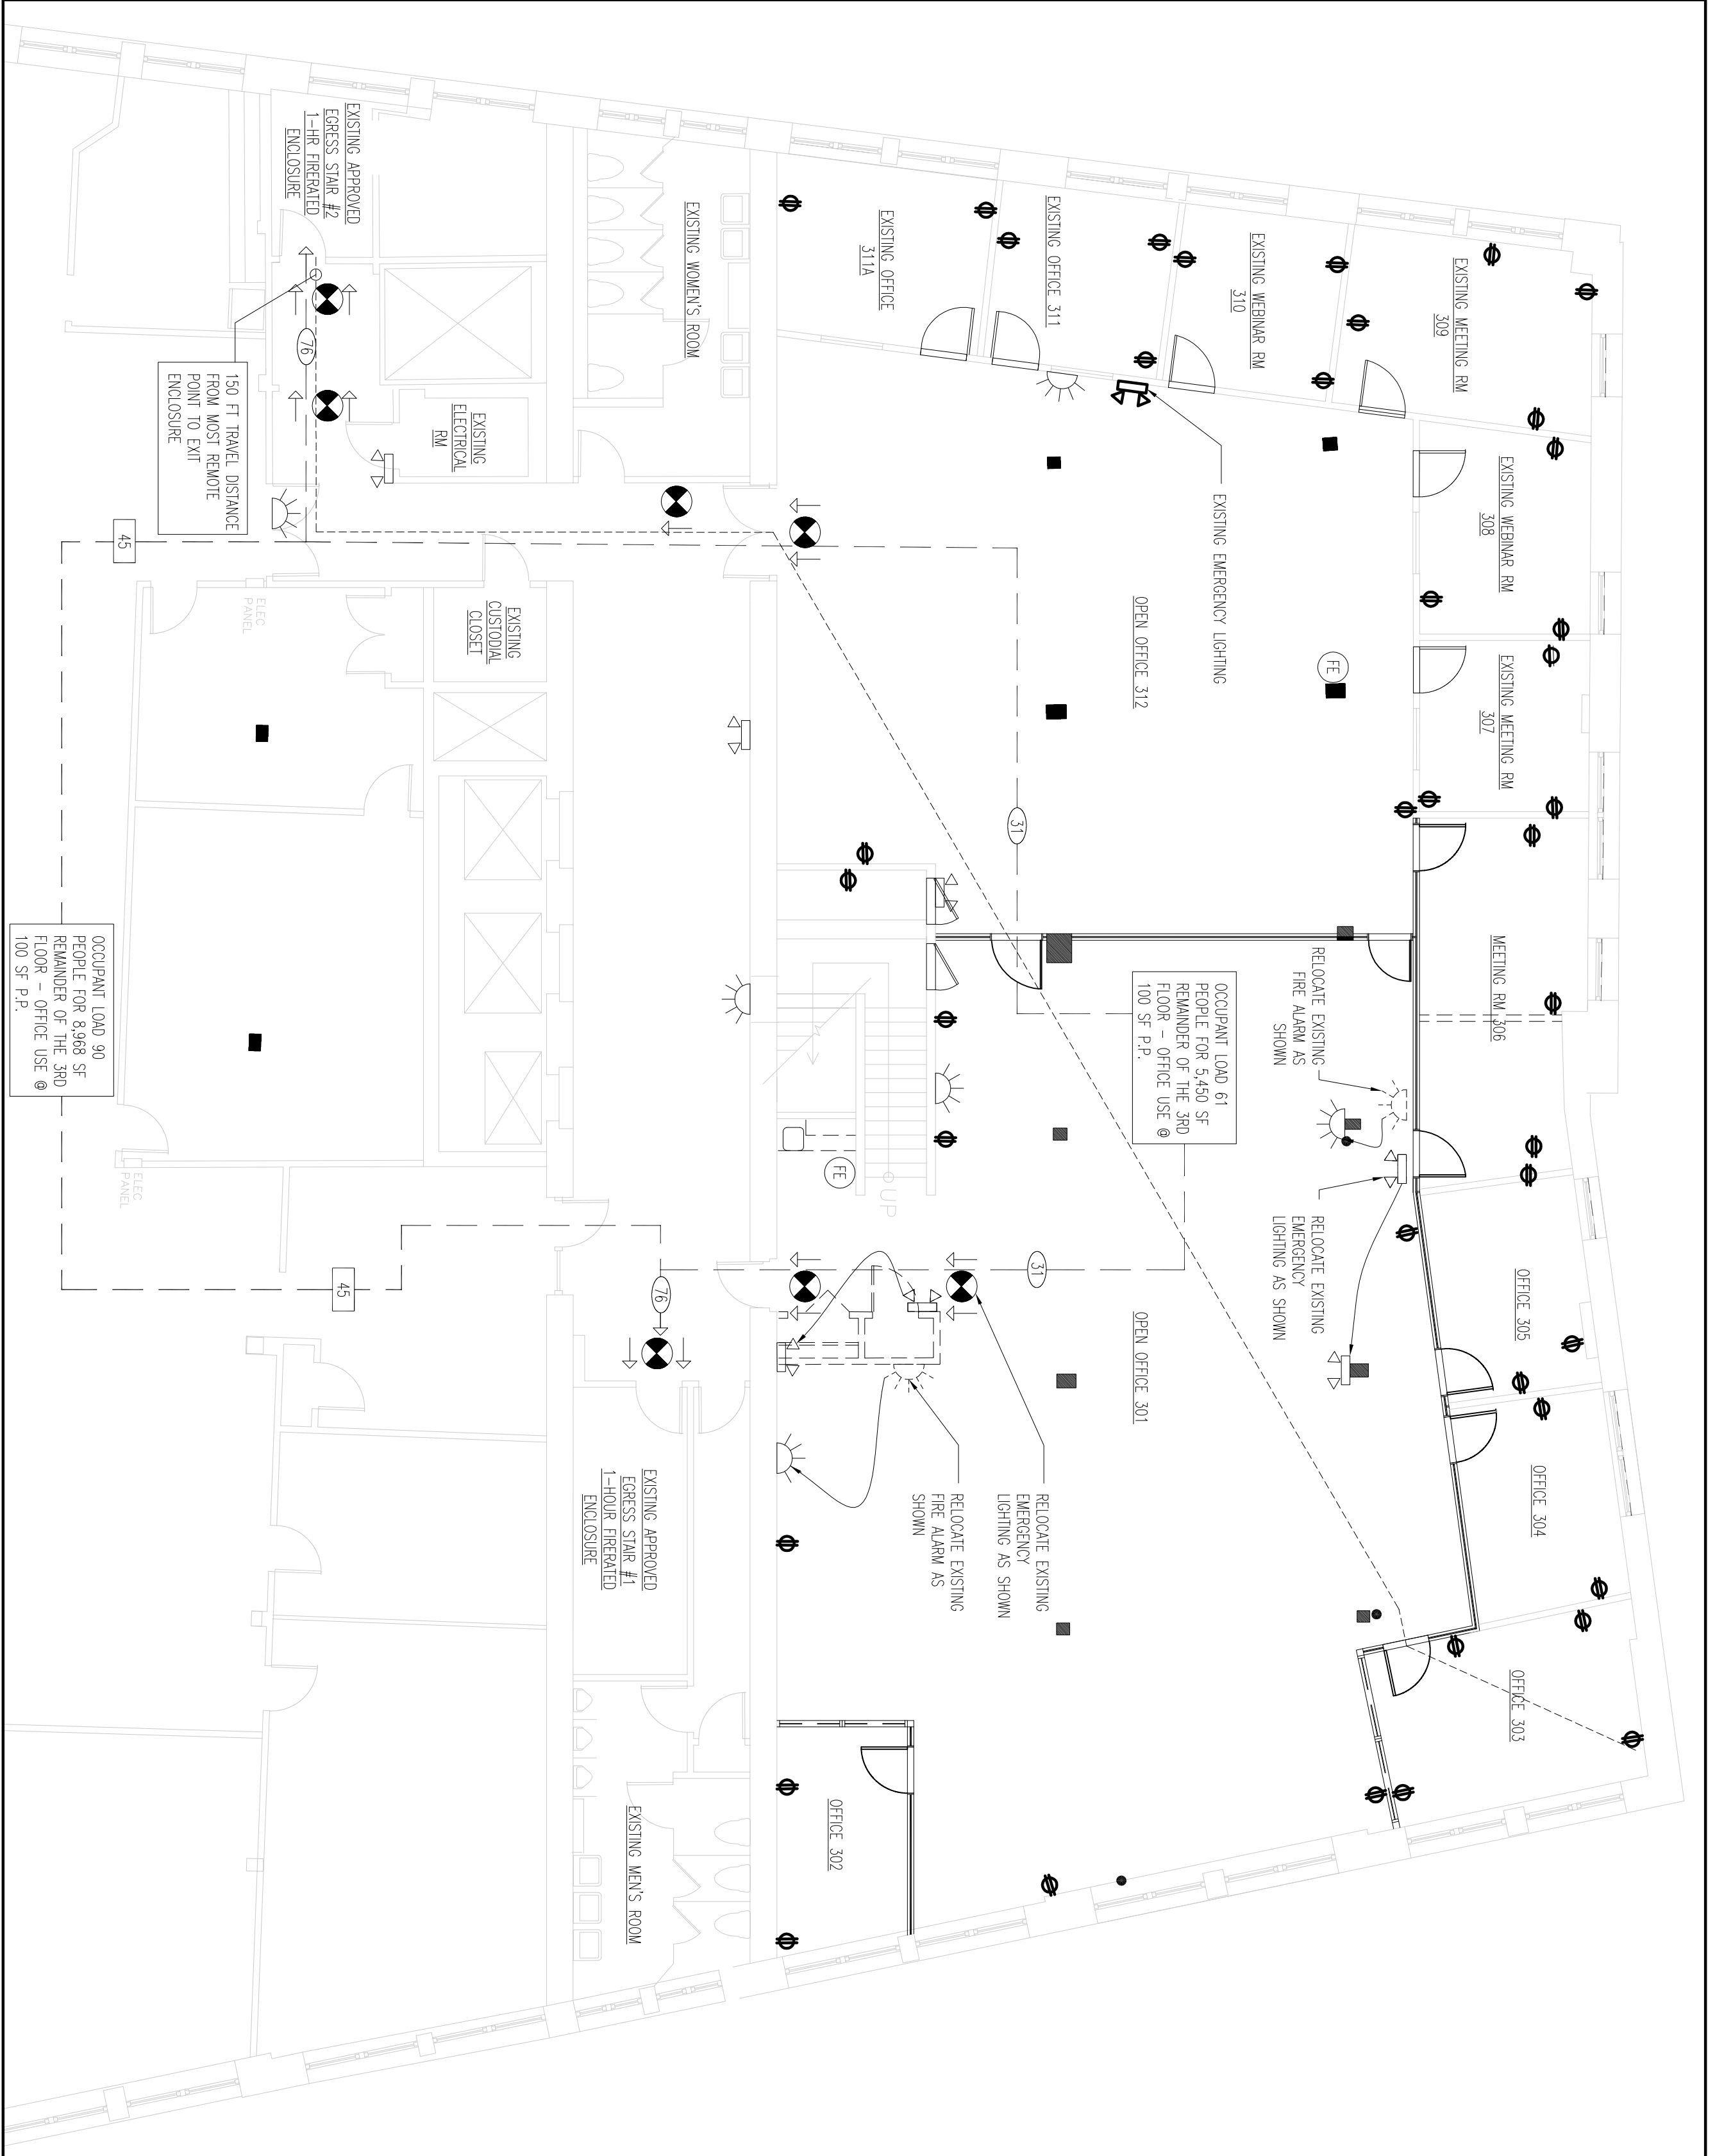 EXISTING APPROVED
EGRESS STAIR #2
1-HR FIRERATED
ENCLOSURE
76
150 FT TRAVEL DISTANCE
FROM MOST REMOTE
POINT TO EXIT
ENCLOSURE
EXISTING WOMEN'S ROOM
EXISTING
ELECTRICAL
RM
EXISTING OFFICE
311A
EXISTING OFFICE 311
EXISTING WEBINAR RM
310
EXISTING MEETING RM
309
EXISTING WEBINAR RM
308
EXISTING MEETING RM
307
EXISTING EMERGENCY LIGHTING
OPEN OFFICE 312
FE
45
ELEC
PANEL
EXISTING
CUSTODIAL
CLOSET
31
MEETING RM 306
RELOCATE EXISTING
FIRE ALARM AS
SHOWN
OCCUPANT LOAD 61
PEOPLE FOR 5,450 SF
REMAINDER OF THE 3RD
FLOOR - OFFICE USE @
100 SF P.P.
OCCUPANT LOAD 90
PEOPLE FOR 8,968 SF
REMAINDER OF THE 3RD
FLOOR - OFFICE USE @
100 SF P.P.
ELEC
PANEL
FE
UP
RELOCATE EXISTING
EMERGENCY
LIGHTING AS SHOWN
OFFICE 305
OFFICE 304
OFFICE 303
45
76
31
OPEN OFFICE 301
RELOCATE EXISTING
EMERGENCY
LIGHTING AS SHOWN
RELOCATE EXISTING
FIRE ALARM AS
SHOWN
EXISTING APPROVED
EGRESS STAIR #1
1-HOUR FIRERATED
ENCLOSURE
OFFICE 302
EXISTING MEN'S ROOM